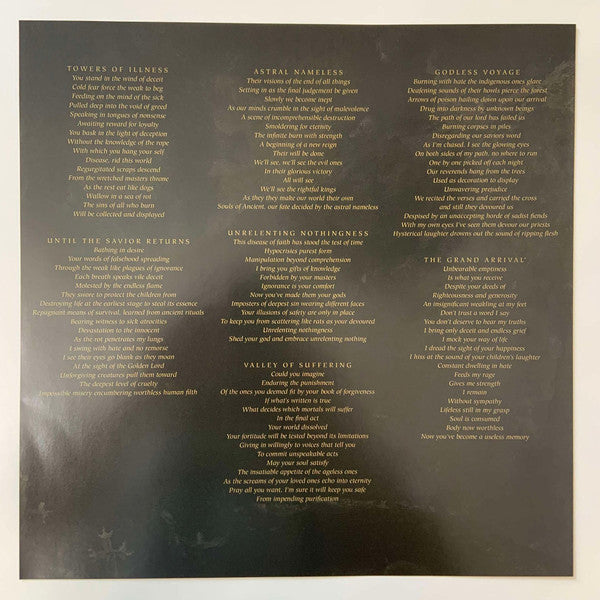 TOWERS OF ILLNESS
You stand in the wind of deceit
Cold fear force the weak to beg
Feeding on the mind of the sick
Pulled deep into the void of greed
Speaking in tongues of nonsense
Awaiting reward for loyalty
You bask in the light of deception
Without the knowledge of the rope
With which you hang your self
Disease, rid this world
Regurgitated scraps descend
From the wretched masters throne
As the rest eat like dogs
Wallow in a sea of rot
The sins of all who burn
Will be collected and displayed
UNTIL THE SAVIOR RETURNS
Bathing in desire
Your words of falsehood spreading
Through the weak like plagues of ignorance
Each breath speaks vile deceit
Molested by the endless flame
They swore to protect the children from
Destroying life at the earliest stage to steal its essence
Repugnant means of survival, learned from ancient rituals
Bearing witness to sick atrocities
Devastation to the innocent
As the rot penetrates my lungs
I swing with hate and no remorse
I see their eyes go blank as they moan
At the sight of the Golden Lord
Unforgiving creatures pull them toward
The deepest level of cruelty
Impossible misery encumbering worthless human filth
ASTRAL NAMELESS
Their visions of the end of all things
Setting in as the final judgement be given
Slowly we become inept
As our minds crumble in the sight of malevolence
A scene of incomprehensible destruction
Smoldering for eternity
The infinite burn with strength
A beginning of a new reign
Their will be done
We'll see, we'll see the evil ones
In their glorious victory
All will see
We'll see the rightful kings
As they they make our world their own
Souls of Ancient, our fate decided by the astral nameless
UNRELENTING NOTHINGNESS
This disease of faith has stood the test of time
Hypocrisies purest form
Manipulation beyond comprehension
I bring you gifts of knowledge
Forbidden by your masters
Ignorance is your comfort
Now you've made them your gods
Imposters of deepest sin wearing different faces
Your illusions of safety are only in place
To keep you from scattering like rats as your devoured
Unrelenting nothingness
Shed your god and embrace unrelenting nothing
VALLEY OF SUFFERING
Could you imagine
Enduring the punishment
Of the ones you deemed fit by your book of forgiveness
If what's written is true
What decides which mortals will suffer
In the final act
Your world dissolved
Your fortitude will be tested beyond its limitations
Giving in willingly to voices that tell you
To commit unspeakable acts
May your soul satisfy
The insatiable appetite of the ageless ones
As the screams of your loved ones echo into eternity
Pray all you want. I'm sure it will keep you safe
From impending purification
GODLESS VOYAGE
Burning with hate the indigenous ones glare
Deafening sounds of their howls pierce the forest
Arrows of poison hailing down upon our arrival
Drug into darkness by unknown beings
The path of our lord has failed us
Burning corpses in piles
Disregarding our saviors word
As I'm chased. I see the glowing eyes
On both sides of my path, no where to run
One by one picked off each night
Our reverends hang from the trees
Used as decoration to display
Unwavering prejudice
We recited the verses and carried the cross
and still they devoured us
Despised by an unaccepting horde of sadist fiends
With my own eyes I've seen them devour our priests
Hysterical laughter drowns out the sound of ripping flesh
THE GRAND ARRIVAL
Unbearable emptiness
Is what you receive
Despite your deeds of
Righteousness and generosity
An insignificant weakling at my feet
Don't trust a word I say
You don't deserve to hear my truths
I bring only deceit and endless grief
I mock your way of life
I dread the sight of your happiness
I hiss at the sound of your children's laughter
Constant dwelling in hate
Feeds my rage
Gives me strength
I remain
Without sympathy
Lifeless still in my grasp
Soul is consumed
Body now worthless
Now you've become a useless memory